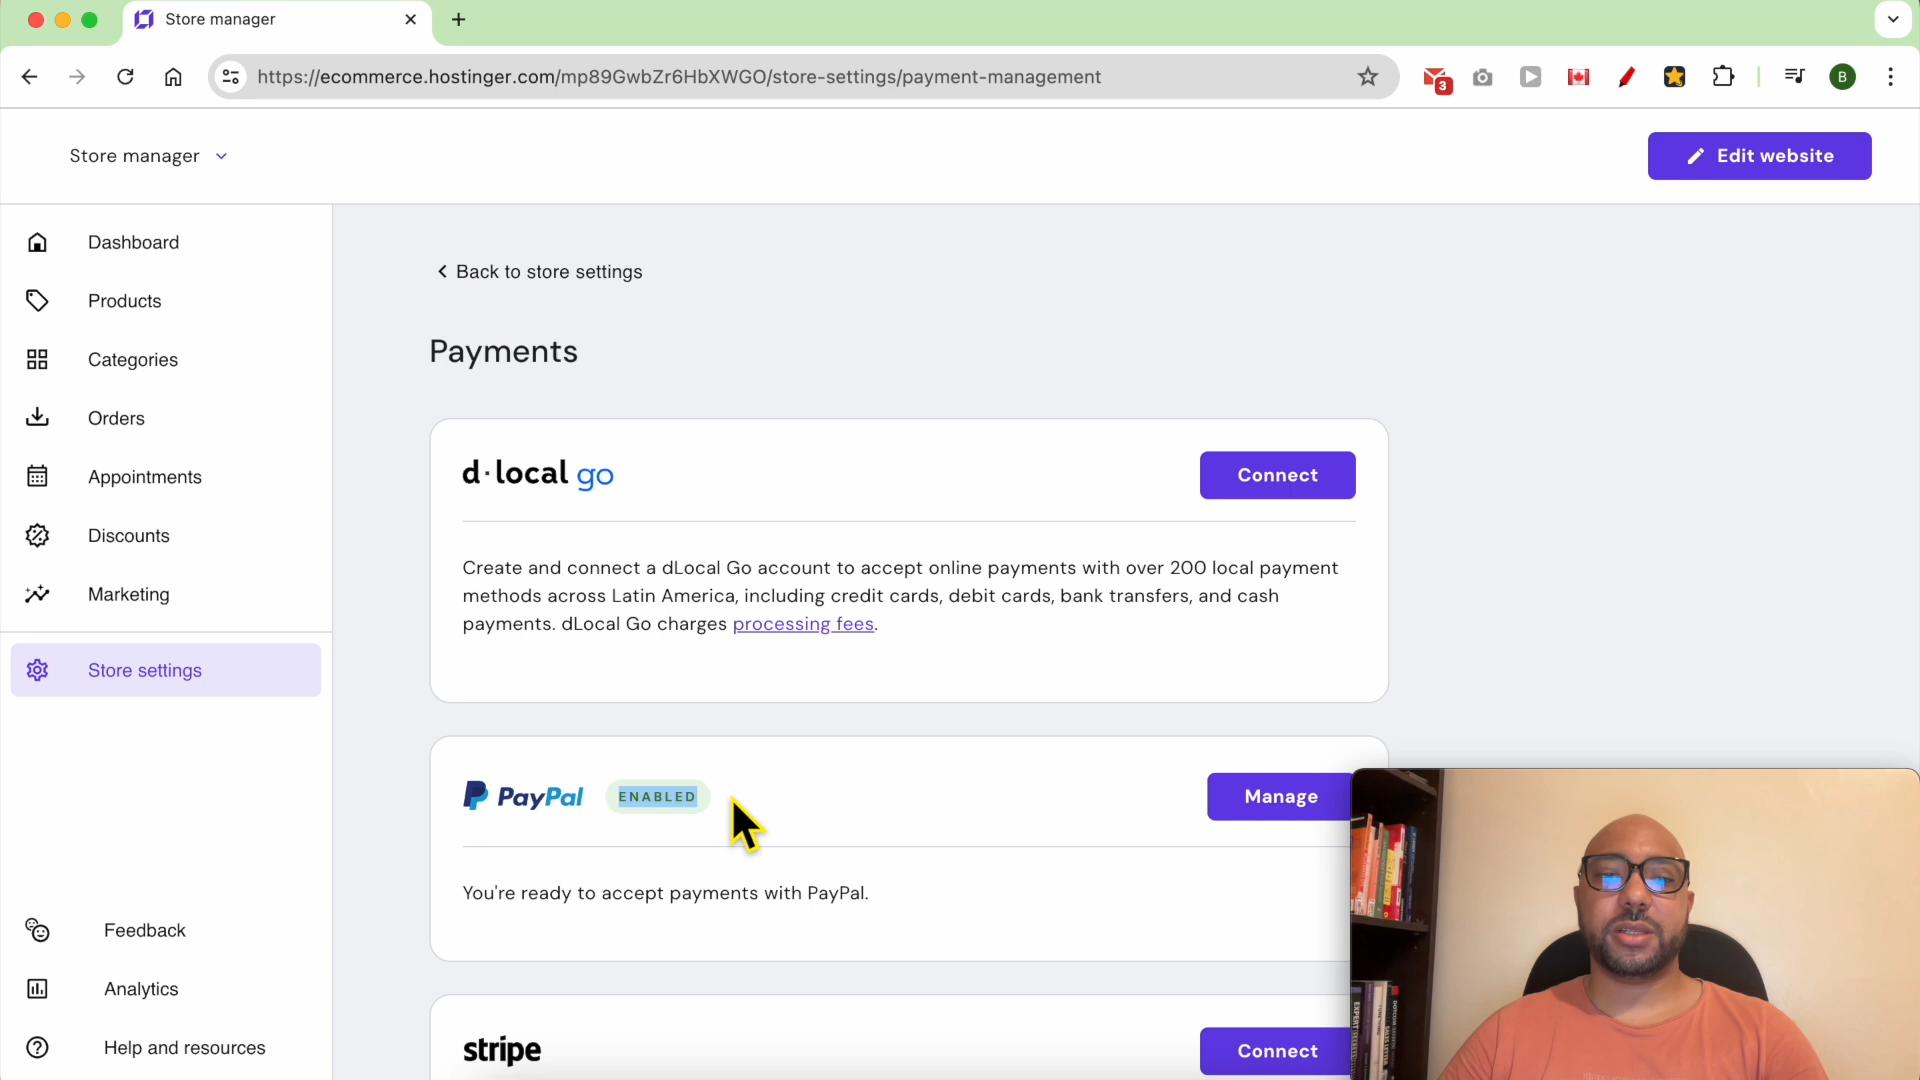 Store manager
https://ecommerce.hostinger.com/mp89GwbZr6HbXWGO/store-settings/payment-management
3
B
Store manager
Edit website
Dashboard
Products
Categories
Orders
Appointments
Discounts
Marketing
Store settings
Feedback
Analytics
Help and resources
Back to store settings
Payments
d·local go
Connect
Create and connect a dLocal Go account to accept online payments with over 200 local payment
methods across Latin America, including credit cards, debit cards, bank transfers, and cash
payments. dLocal Go charges processing fees.
PayPal
ENABLED
Manage
You're ready to accept payments with PayPal.
stripe
Connect